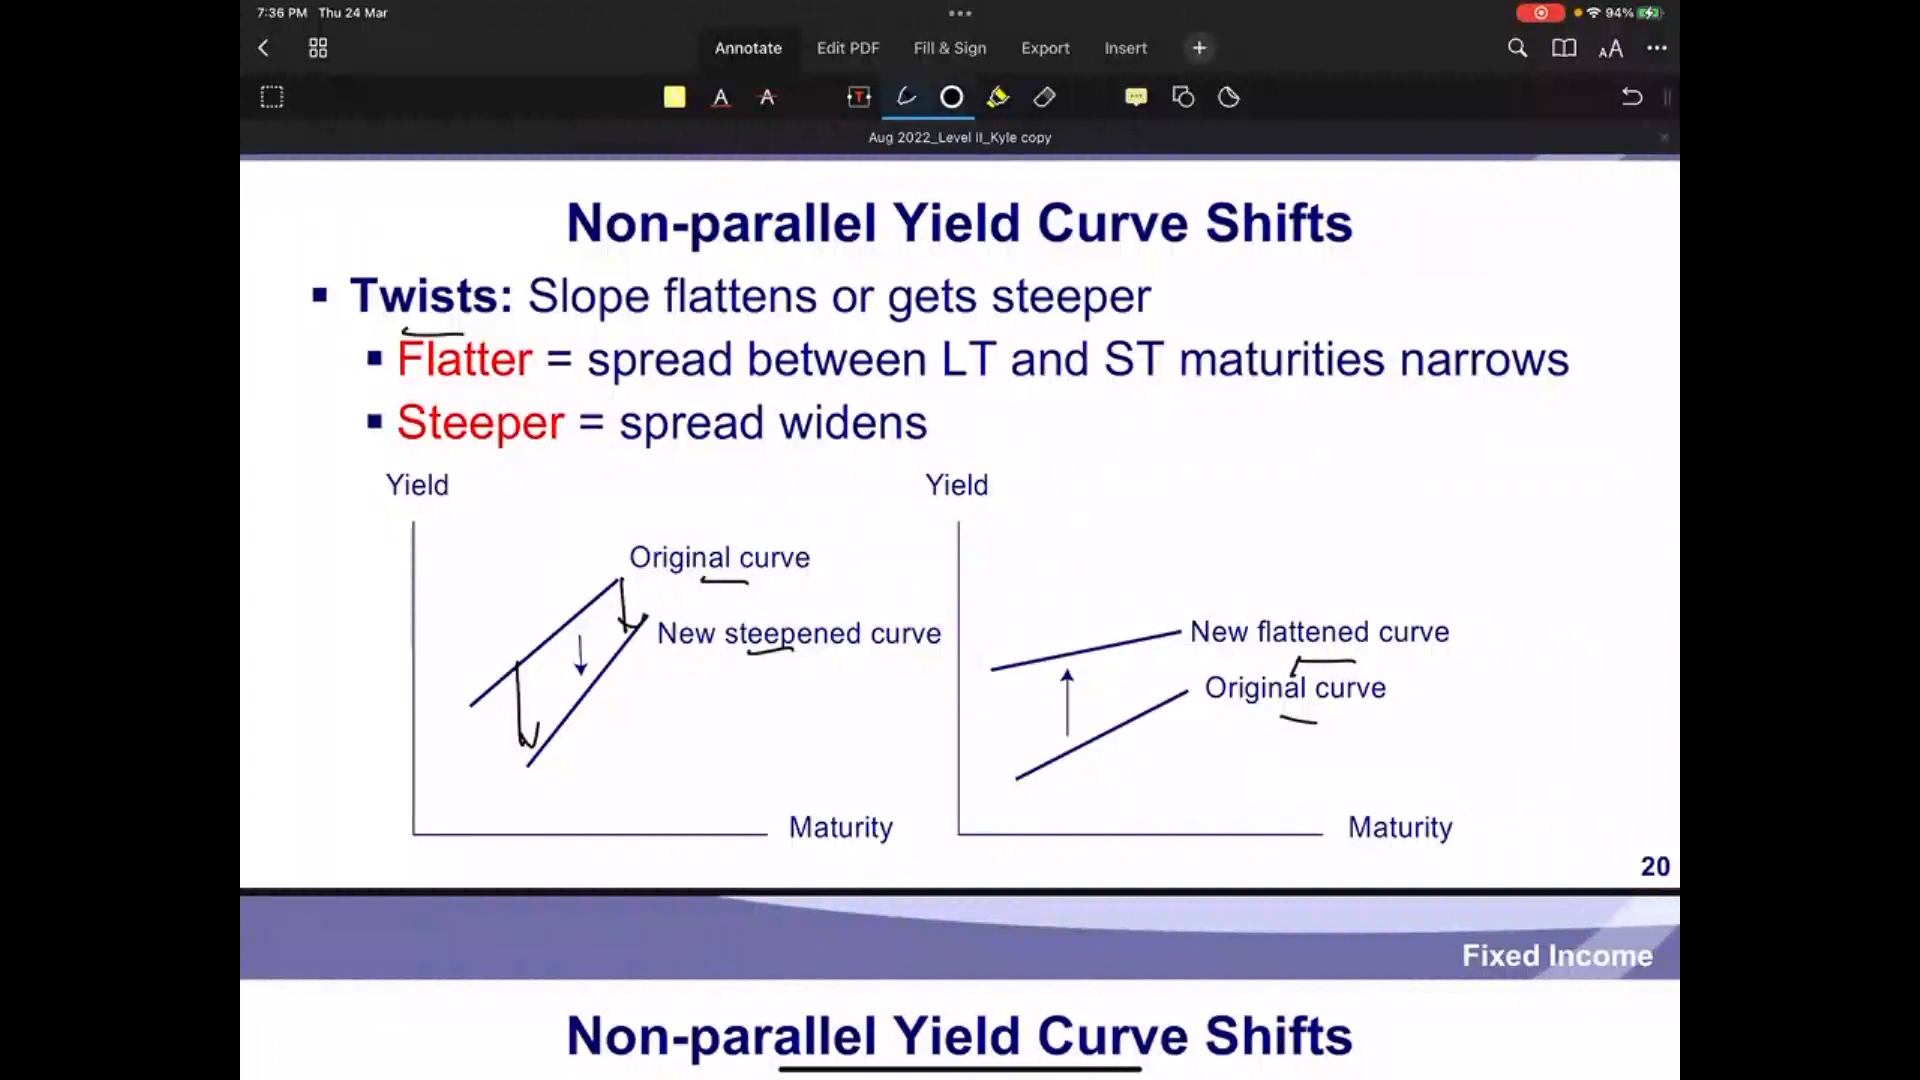 7:36 PM Thu 24 Mar
94%
Annotate Edit PDF Fill & Sign Export Insert
Aug 2022_Level II_Kyle copy
Non-parallel Yield Curve Shifts
▪ Twists: Slope flattens or gets steeper
▪ Flatter = spread between LT and ST maturities narrows
▪ Steeper = spread widens
Yield
Original curve
New steepened curve
Maturity
Yield
New flattened curve
Original curve
Maturity
20
Fixed Income
Non-parallel Yield Curve Shifts